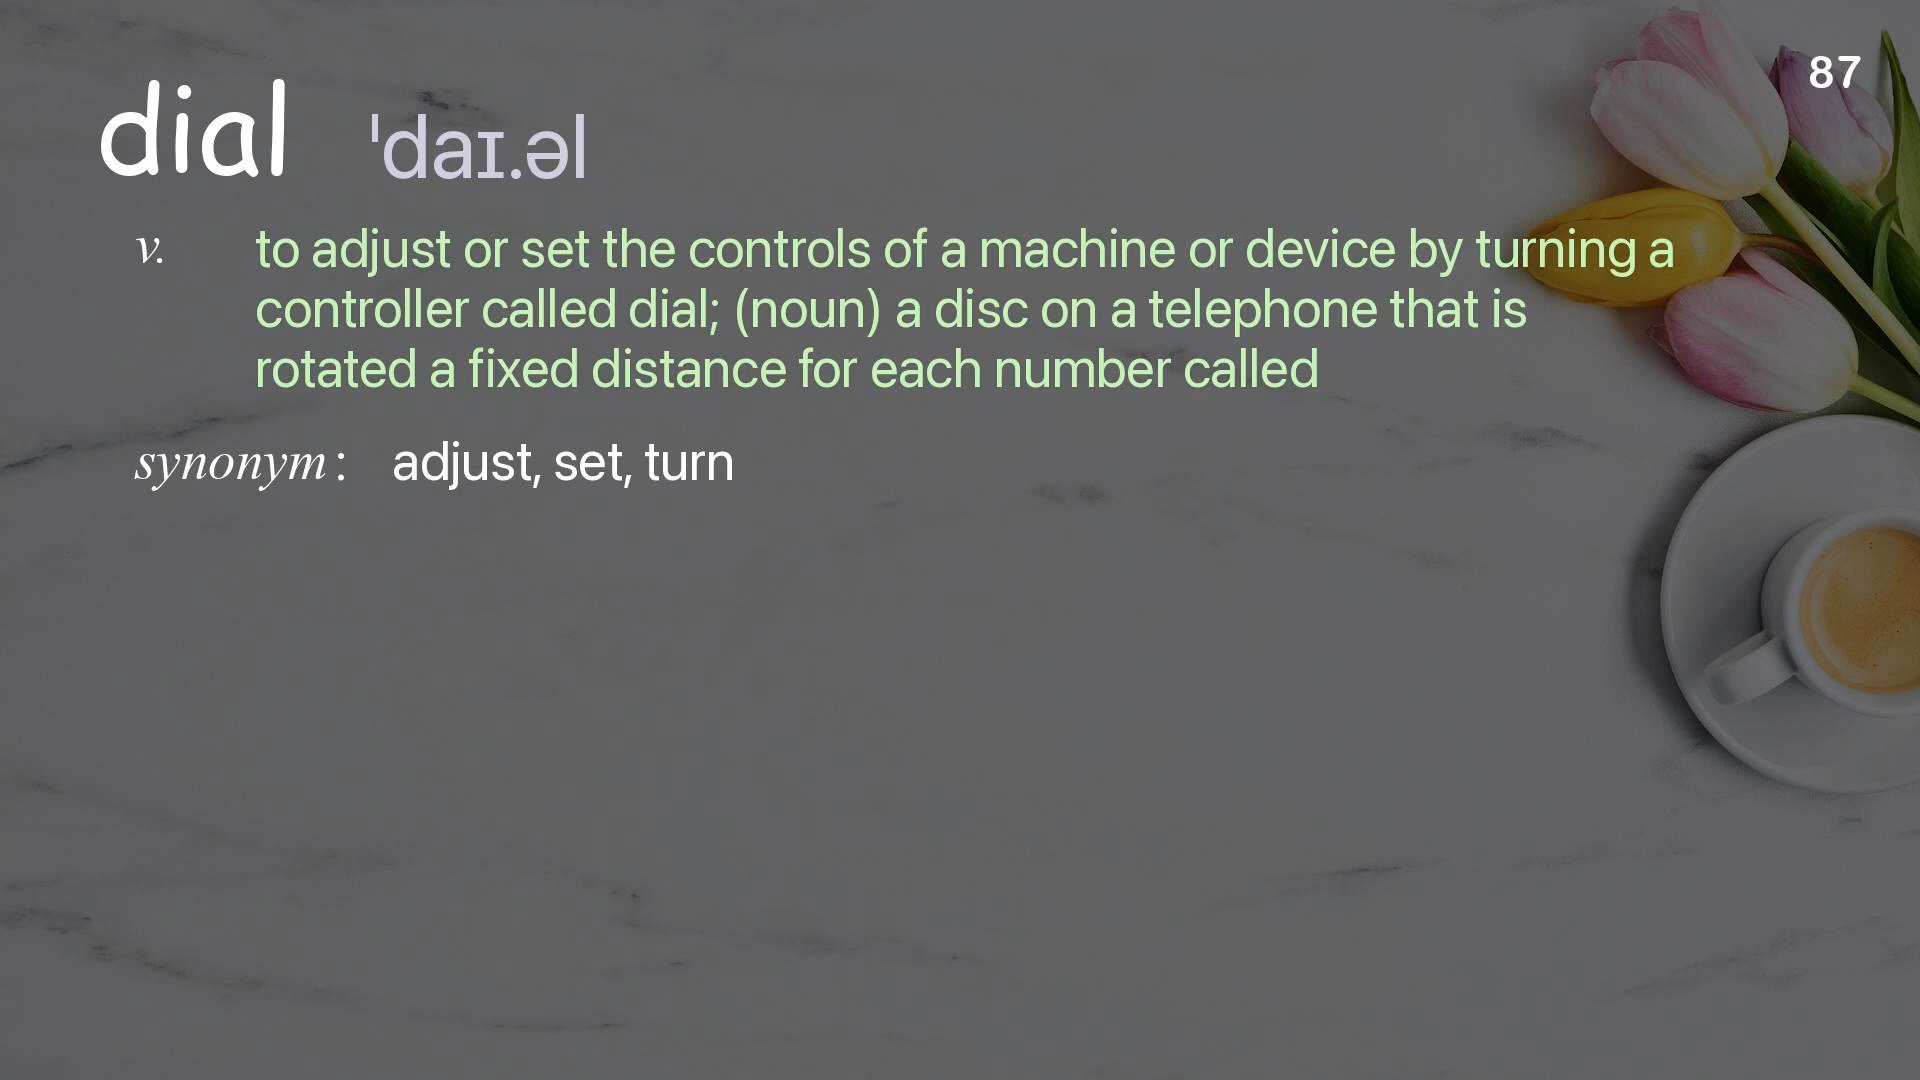 87
dial ˈdaɪ.əl
v. to adjust or set the controls of a machine or device by turning a
controller called dial; (noun) a disc on a telephone that is
rotated a fixed distance for each number called
synonym: adjust, set, turn